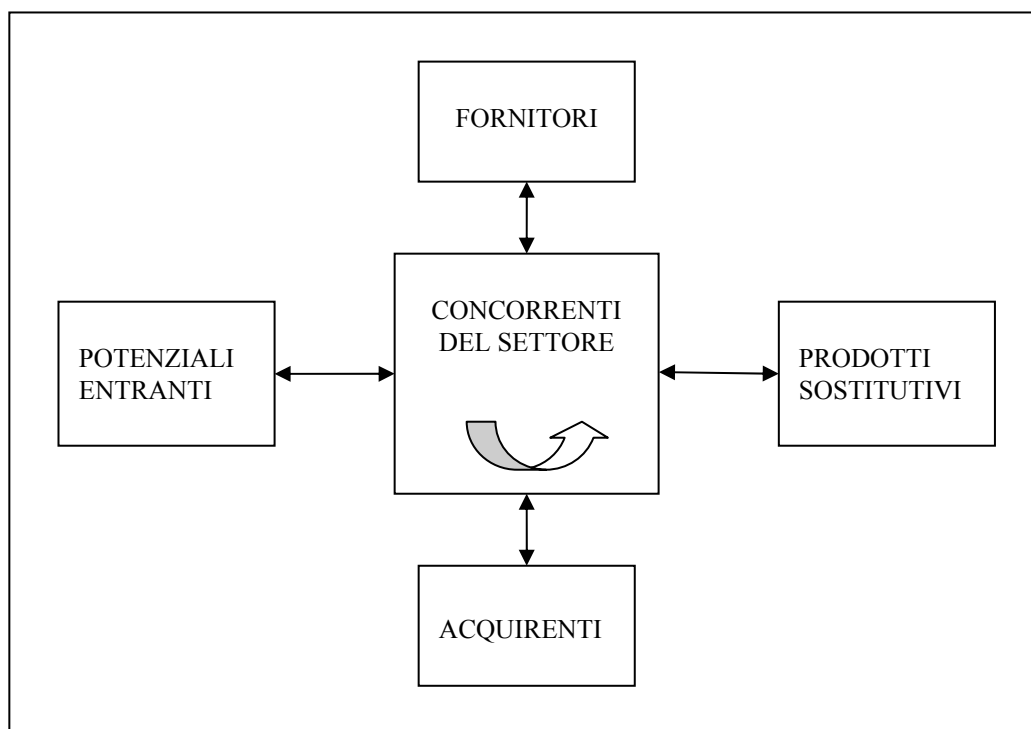 FORNITORI
CONCORRENTI
DEL SETTORE
POTENZIALI
ENTRANTI
PRODOTTI
SOSTITUTIVI
ACQUIRENTI